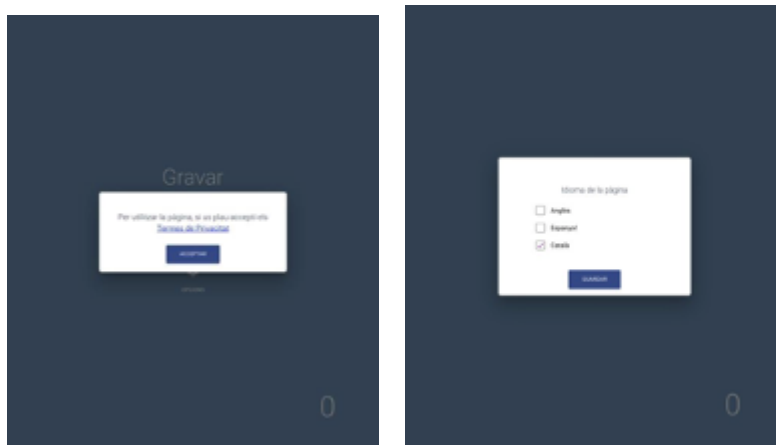 Gravar
Per utilitzar la pàgina, si us plau accepti els
Termes de Privacitat
ACCEPTAR
0
Idioma de la pàgina
Anglès
Espanyol
Català
GUARDAR
0